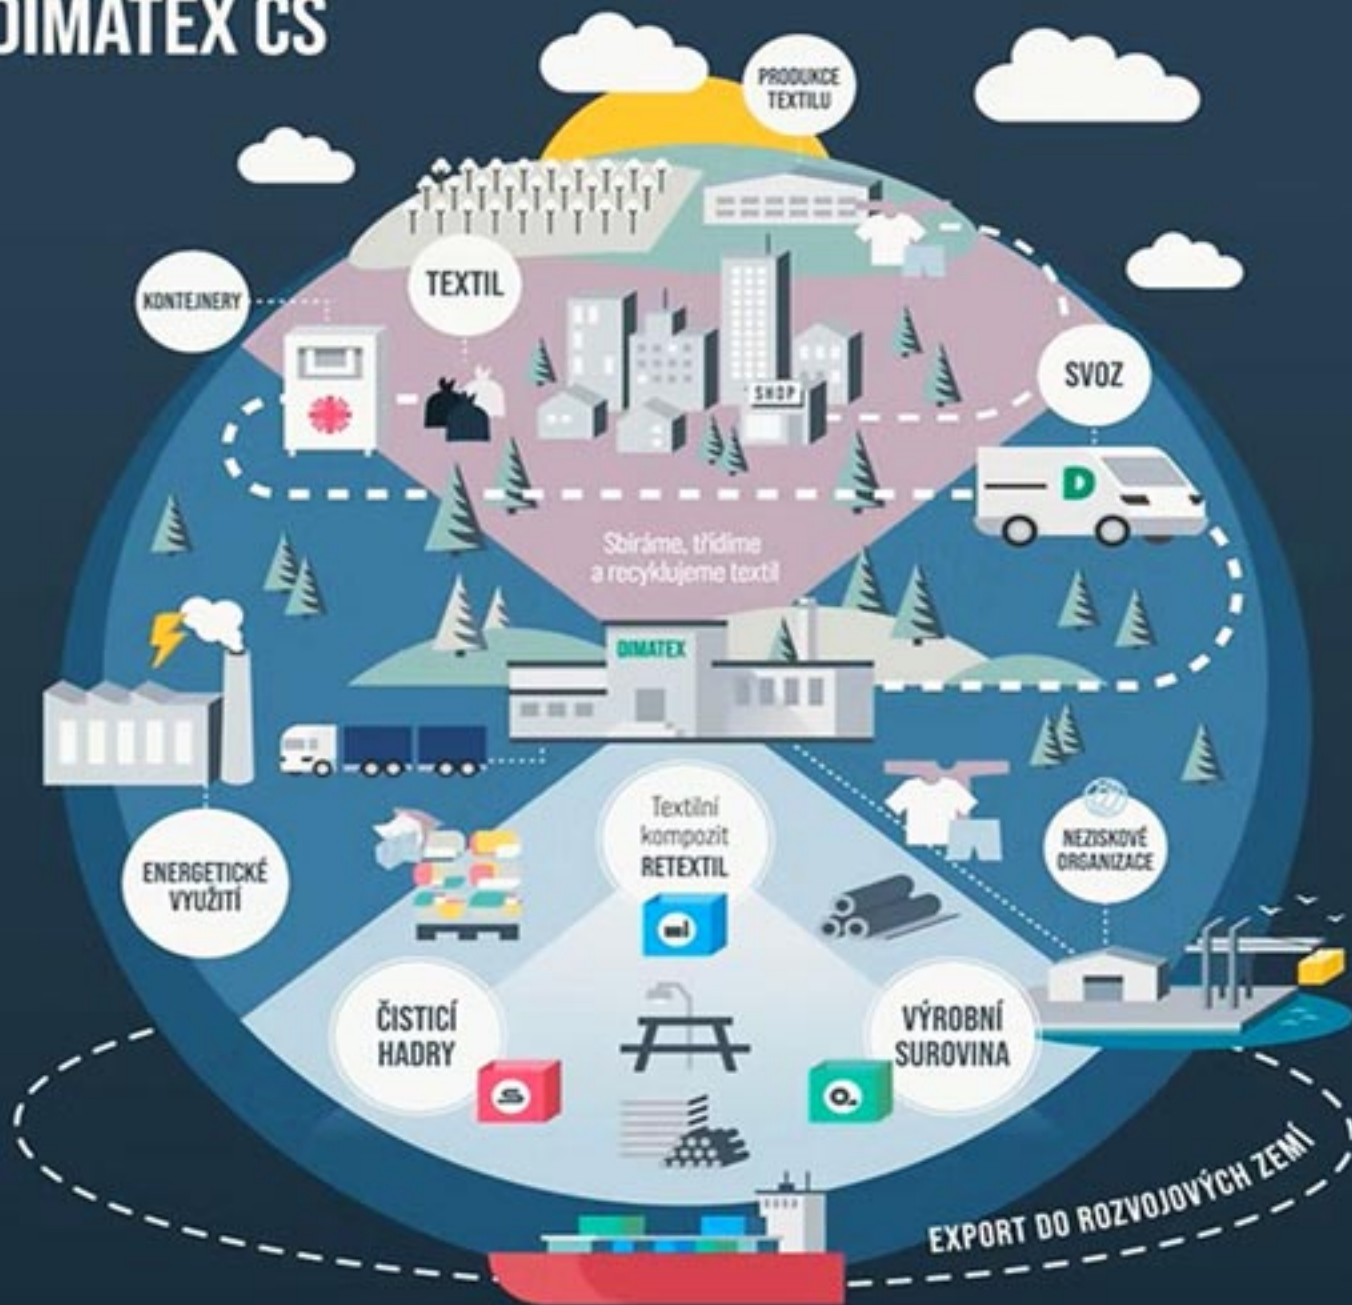 DIMATEX CS
PRODUKCE
TEXTILU
KONTEJNERY
TEXTIL
SVOZ
SHOP
D
Sbíráme, třídíme
a recyklujeme textil
DIMATEX
ENERGETICKÉ
VYUŽITÍ
Textilní
kompozit
RETEXTIL
NEZISKOVÉ
ORGANIZACE
ČISTICÍ
HADRY
VÝROBNÍ
SUROVINA
EXPORT DO ROZVOJOVÝCH ZEMÍ